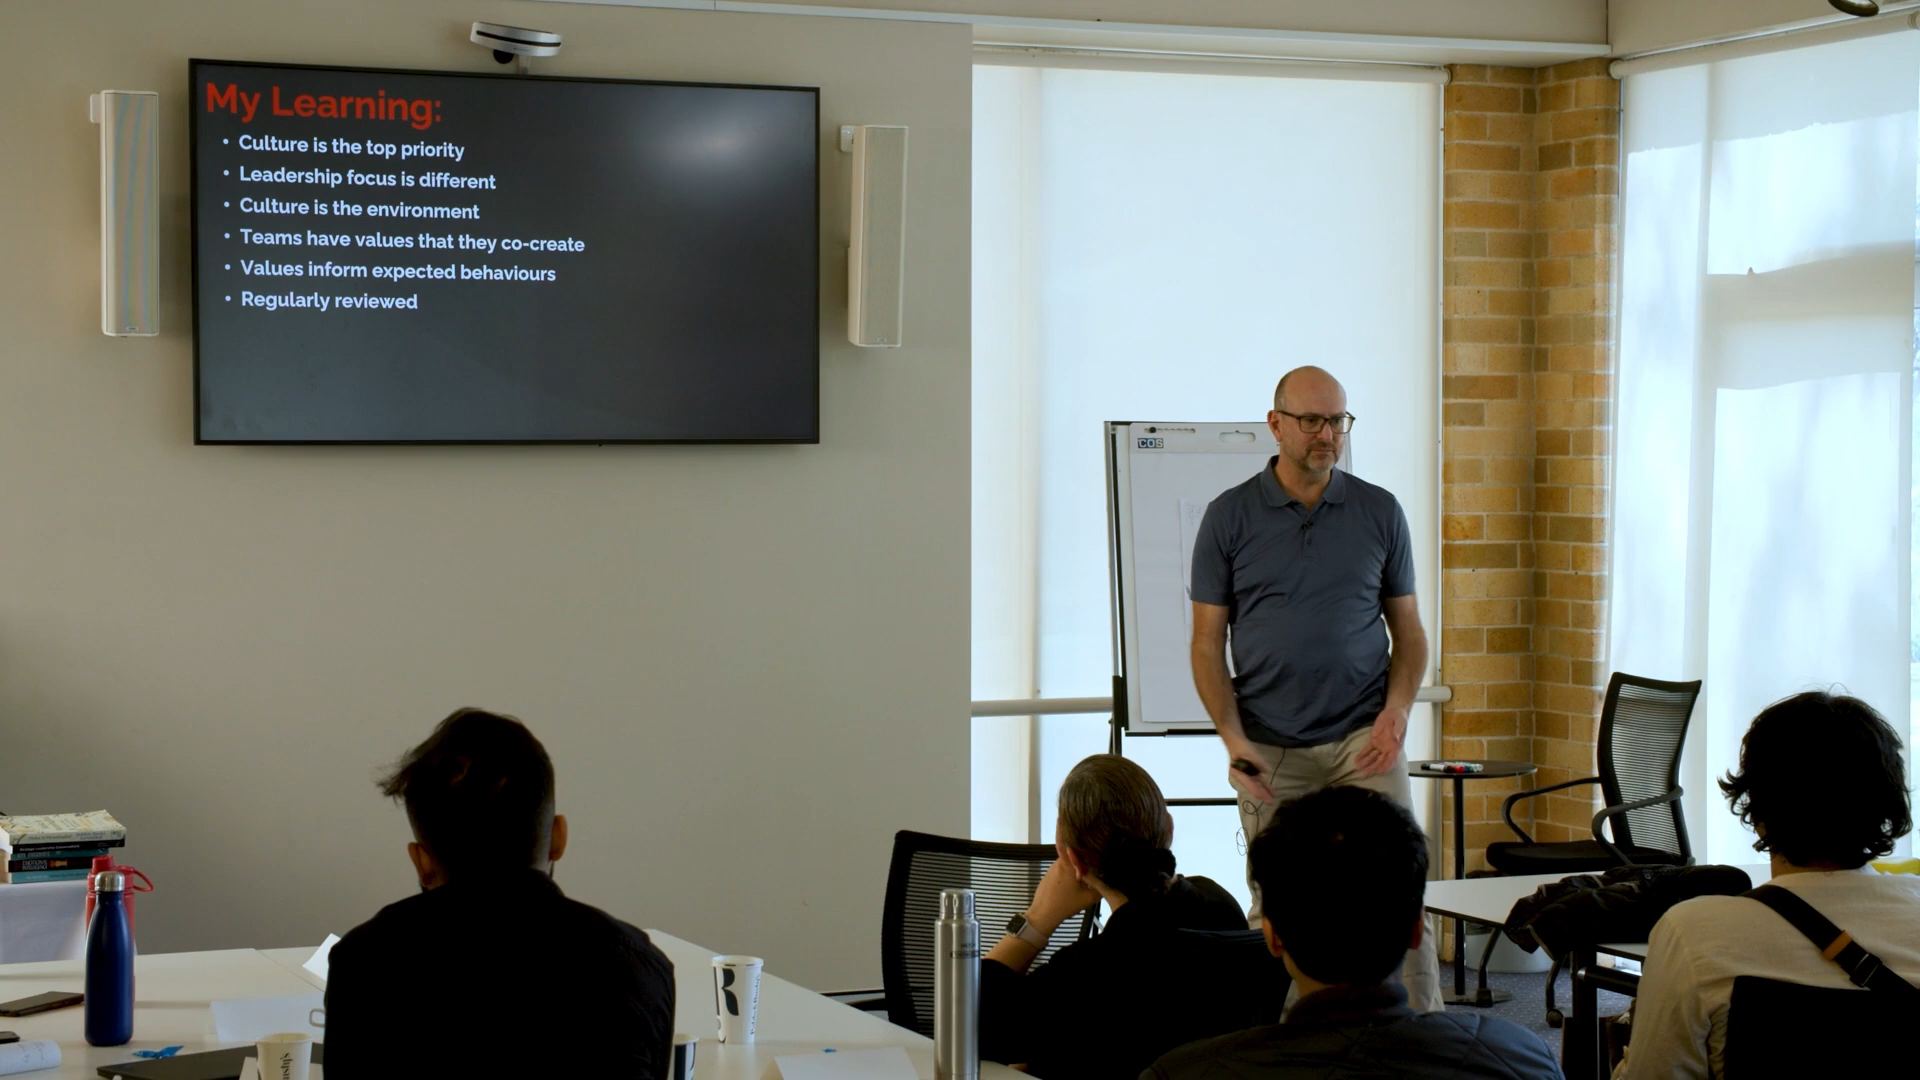 My Learning:
• Culture is the top priority
• Leadership focus is different
• Culture is the environment
• Teams have values that they co-create
• Values inform expected behaviours
• Regularly reviewed
COS